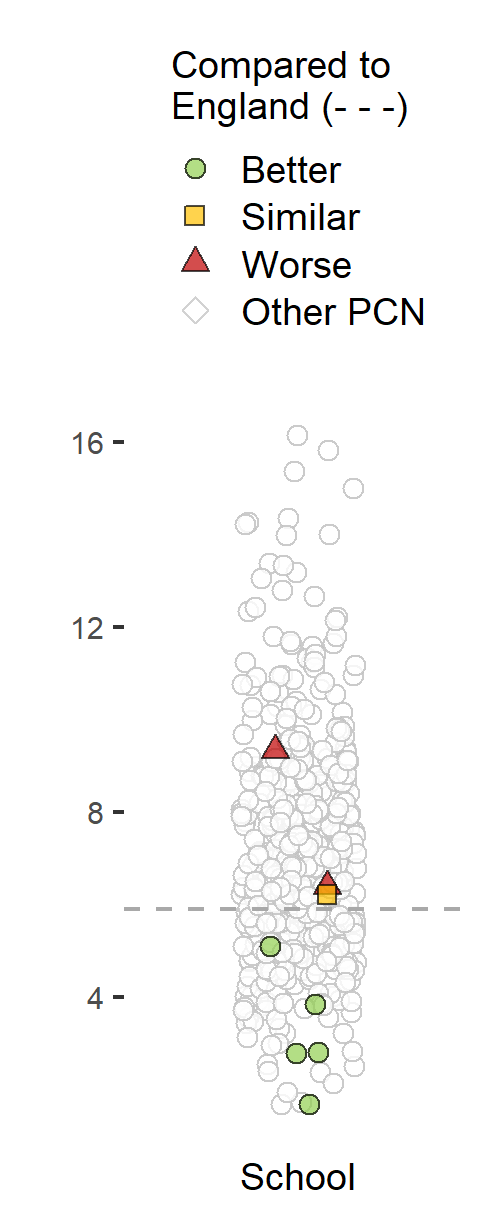 Compared to
England (- - -)
Better
Similar
Worse
Other PCN
16
12
8
4
School